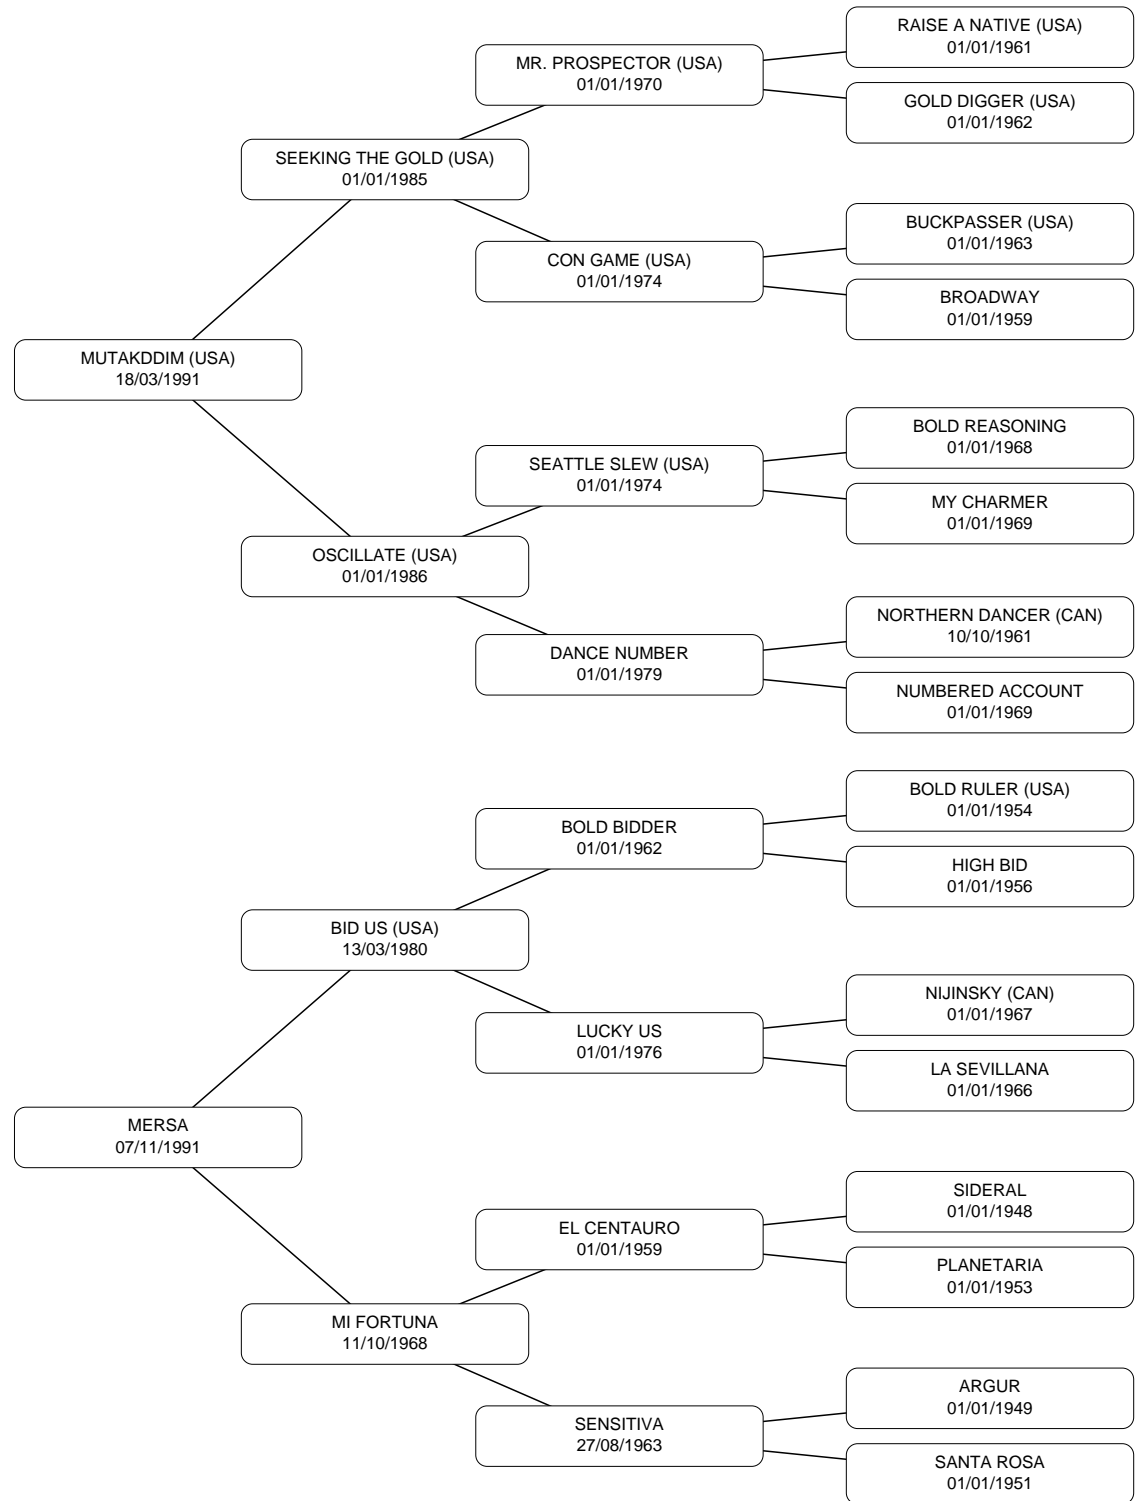 RAISE A NATIVE (USA)
01/01/1961
MR. PROSPECTOR (USA)
01/01/1970
GOLD DIGGER (USA)
01/01/1962
SEEKING THE GOLD (USA)
01/01/1985
BUCKPASSER (USA)
01/01/1963
CON GAME (USA)
01/01/1974
BROADWAY
01/01/1959
MUTAKDDIM (USA)
18/03/1991
BOLD REASONING
01/01/1968
SEATTLE SLEW (USA)
01/01/1974
MY CHARMER
01/01/1969
OSCILLATE (USA)
01/01/1986
NORTHERN DANCER (CAN)
10/10/1961
DANCE NUMBER
01/01/1979
NUMBERED ACCOUNT
01/01/1969
BOLD RULER (USA)
01/01/1954
BOLD BIDDER
01/01/1962
HIGH BID
01/01/1956
BID US (USA)
13/03/1980
NIJINSKY (CAN)
01/01/1967
LUCKY US
01/01/1976
LA SEVILLANA
01/01/1966
MERSA
07/11/1991
SIDERAL
01/01/1948
EL CENTAURO
01/01/1959
PLANETARIA
01/01/1953
MI FORTUNA
11/10/1968
ARGUR
01/01/1949
SENSITIVA
27/08/1963
SANTA ROSA
01/01/1951